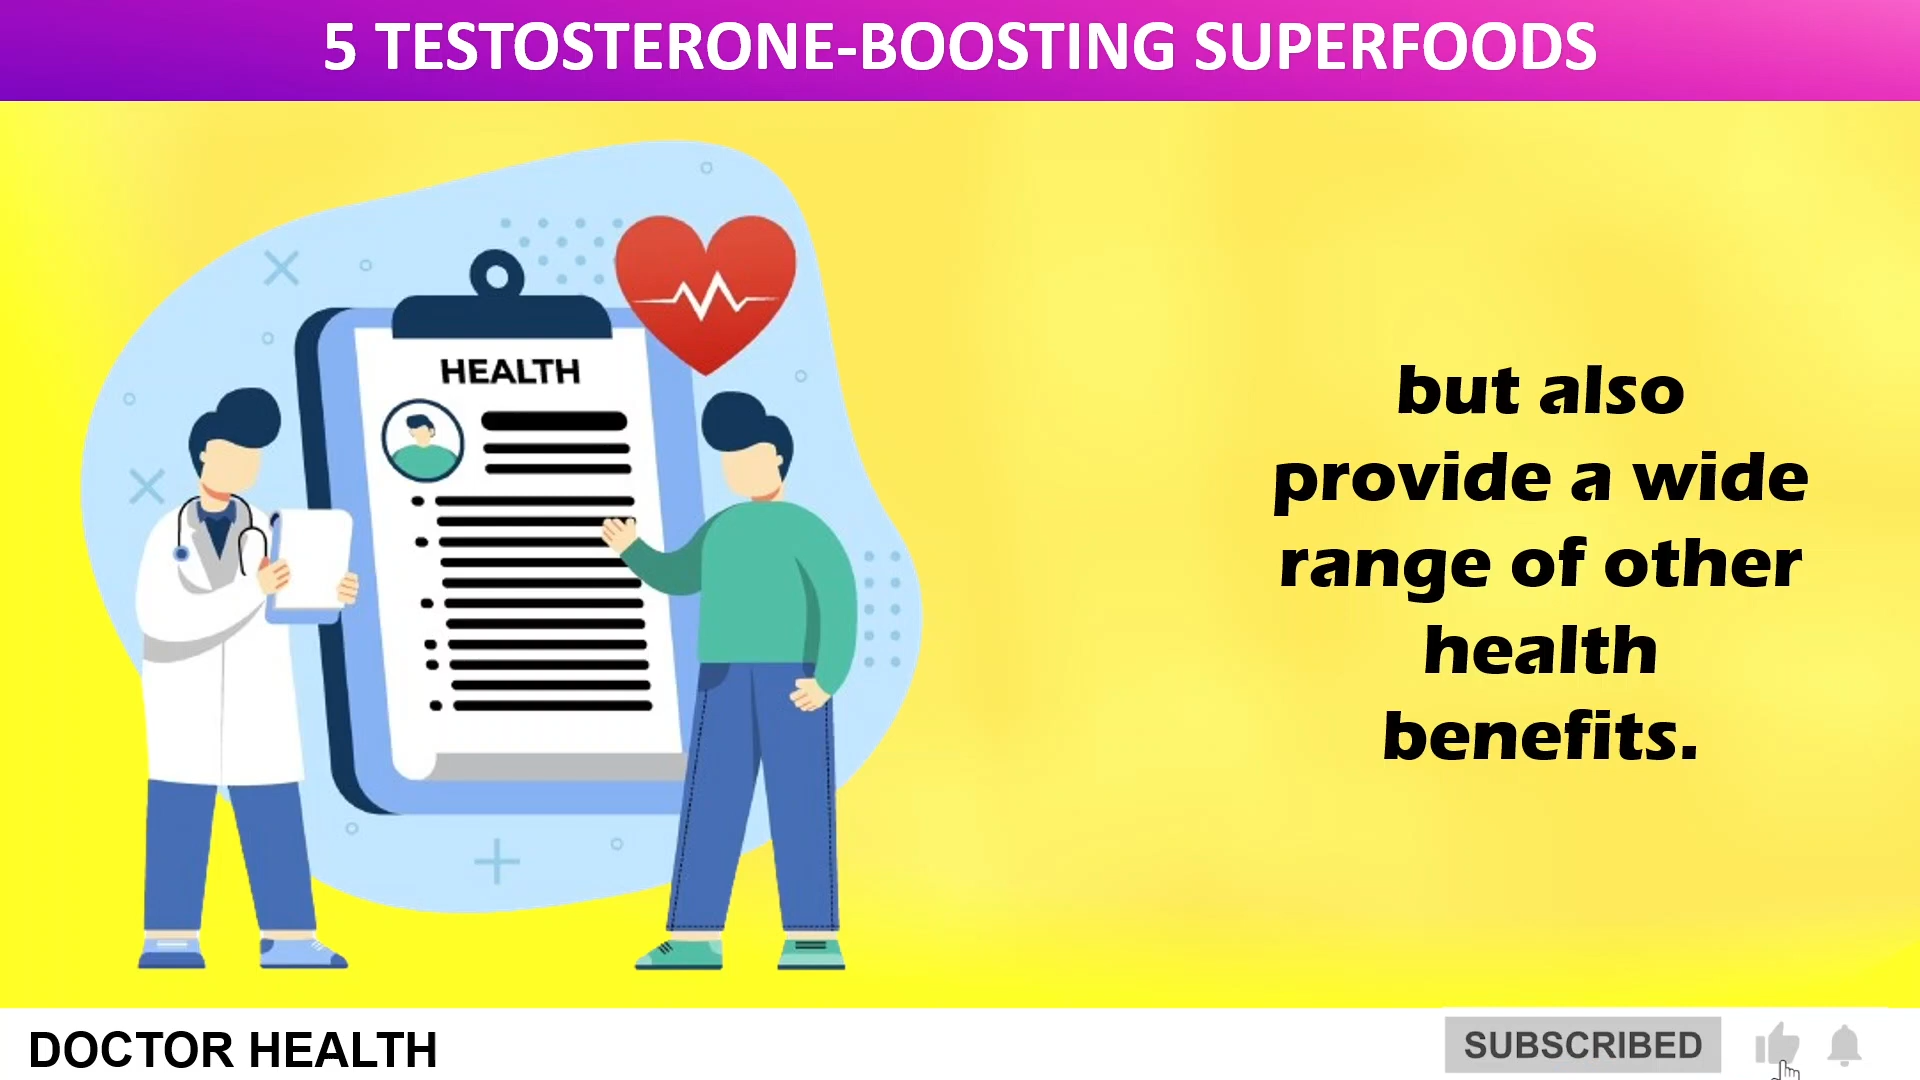 5 TESTOSTERONE-BOOSTING SUPERFOODS
HEALTH
but also
provide a wide
range of other
health
benefits.
DOCTOR HEALTH
SUBSCRIBED